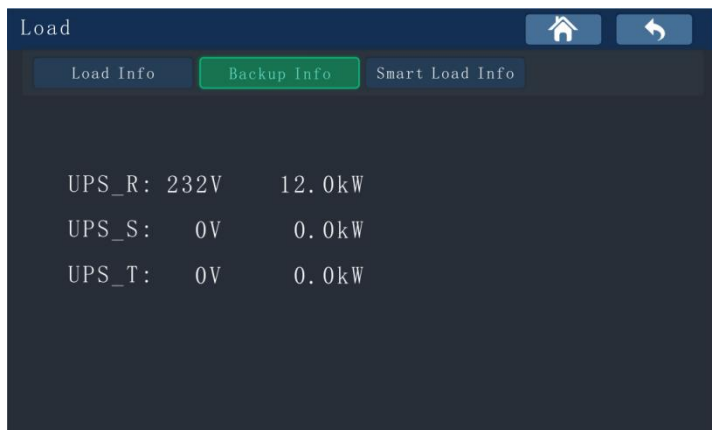 Load
Load Info Backup Info Smart Load Info
UPS_R: 232V 12.0kW
UPS_S: 0V 0.0kW
UPS_T: 0V 0.0kW